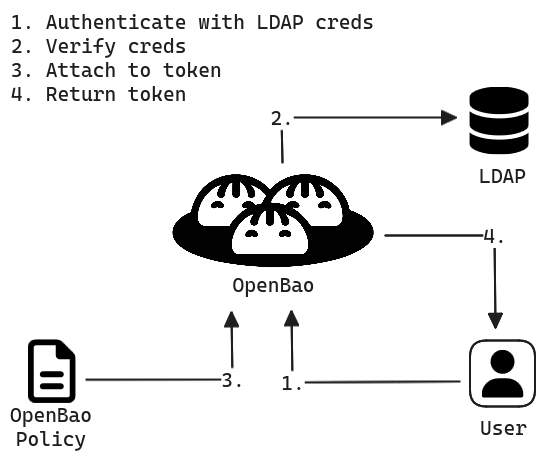 1. Authenticate with LDAP creds
2. Verify creds
3. Attach to token
4. Return token
2.
LDAP
4.
OpenBao
3.
1.
OpenBao
Policy
User